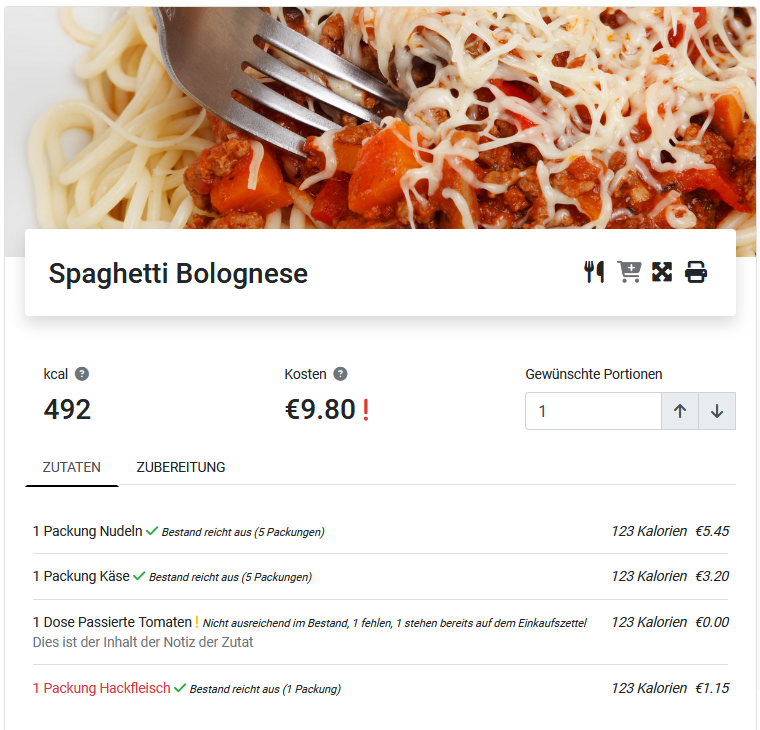 Spaghetti Bolognese
kcal ?
Kosten ?
Gewünschte Portionen
492
€9.80 !
1
ZUTATEN
ZUBEREITUNG
1 Packung Nudeln Bestand reicht aus (5 Packungen) 123 Kalorien €5.45
1 Packung Käse Bestand reicht aus (5 Packungen) 123 Kalorien €3.20
1 Dose Passierte Tomaten ! Nicht ausreichend im Bestand, 1 fehlen, 1 stehen bereits auf dem Einkaufszettel 123 Kalorien €0.00
Dies ist der Inhalt der Notiz der Zutat
1 Packung Hackfleisch Bestand reicht aus (1 Packung) 123 Kalorien €1.15